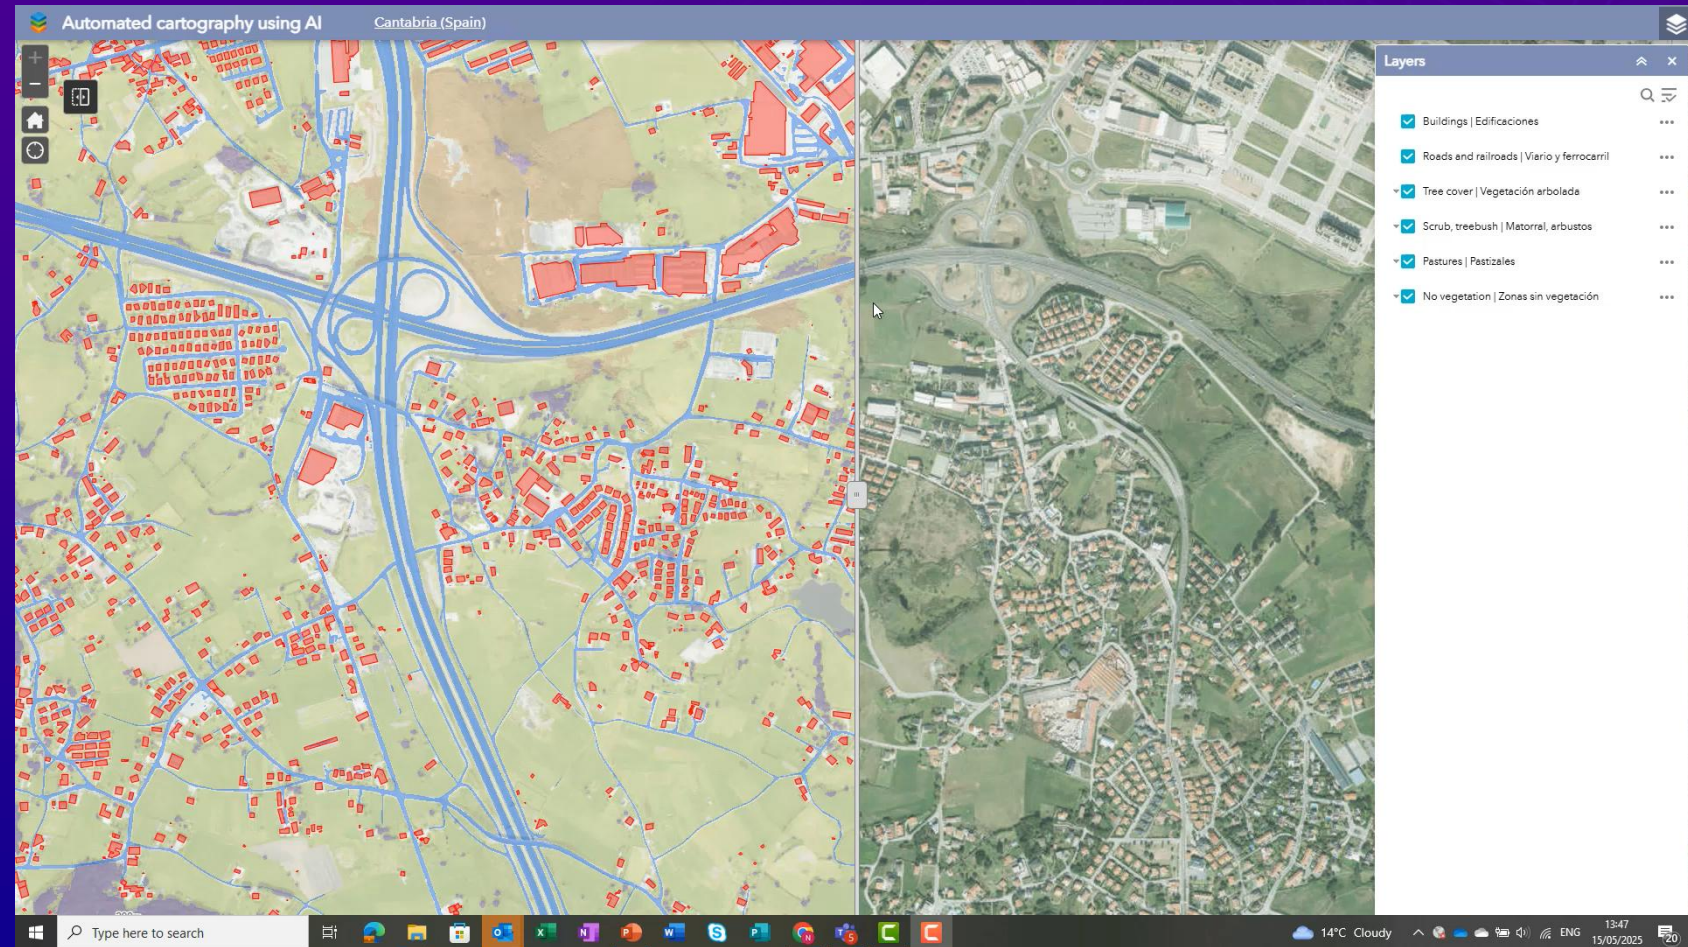 Automated cartography using AI
Cantabria (Spain)
Layers
Buildings | Edificaciones
Roads and railroads | Viario y ferrocarril
Tree cover | Vegetación arbolada
Scrub, treebush | Matorral, arbustos
Pastures | Pastizales
No vegetation | Zonas sin vegetación
Type here to search
14°C Cloudy
ENG
13:47
15/05/2025
20